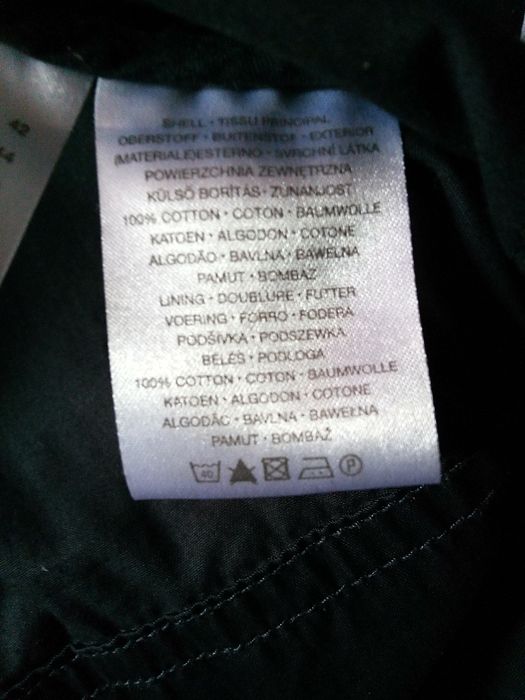 42
44
SHELL • TISSU PRINCIPAL
OBERSTOFF • BUITENSTOF • EXTERIOR
(MATERIALE)ESTERNO • SVRCHNÍ LÁTKA
POWIERZCHNIA ZEWNĘTRZNA
KÜLSŐ BORÍTÁS • ZUNANJOST
100% COTTON • COTON • BAUMWOLLE
KATOEN • ALGODON • COTONE
ALGODÃO • BAVLNA • BAWEŁNA
PAMUT • BOMBAŽ
LINING • DOUBLURE • FUTTER
VOERING • FORRO • FODERA
PODŠÍVKA • PODSZEWKA
BÉLÉS • PODLOGA
100% COTTON • COTON • BAUMWOLLE
KATOEN • ALGODON • COTONE
ALGODÃO • BAVLNA • BAWEŁNA
PAMUT • BOMBAŽ
40 P